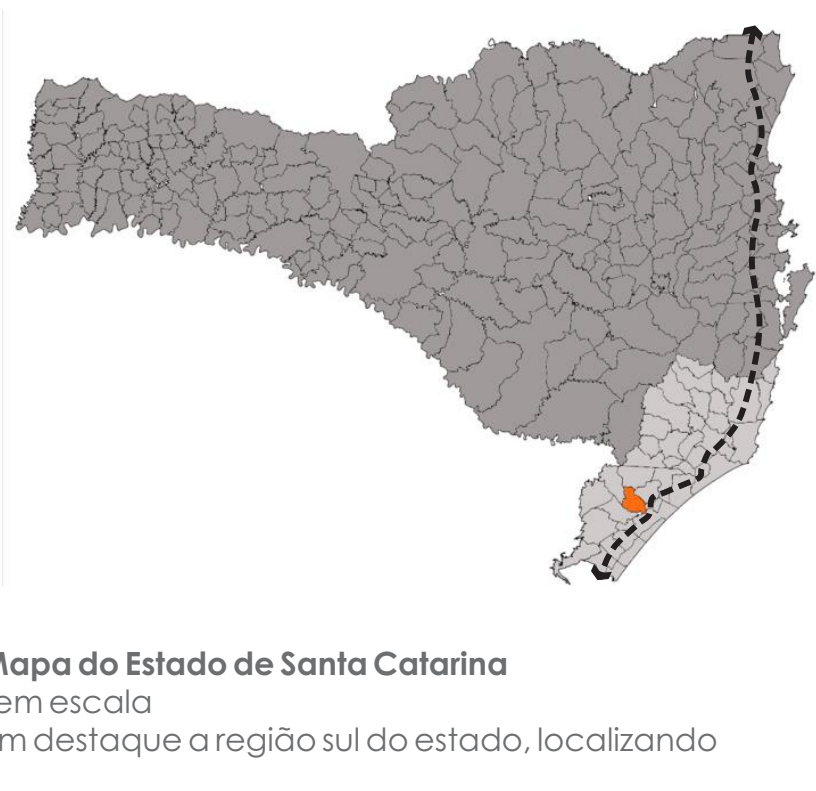 Mapa do Estado de Santa Catarina
em escala
m destaque a região sul do estado, localizando